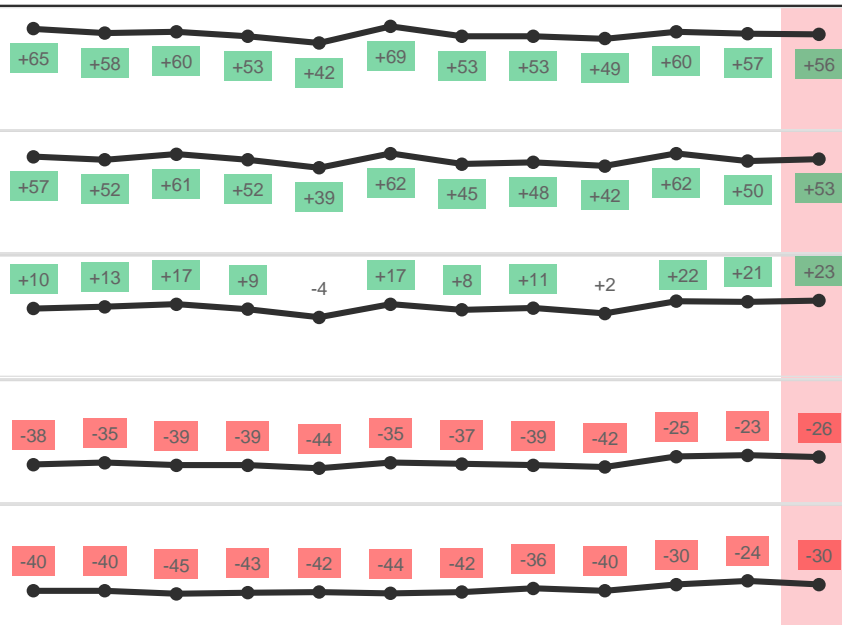 +65 +58 +60 +53 +42 +69 +53 +53 +49 +60 +57 +56
+57 +52 +61 +52 +39 +62 +45 +48 +42 +62 +50 +53
+10 +13 +17 +9 -4 +17 +8 +11 +2 +22 +21 +23
-38 -35 -39 -39 -44 -35 -37 -39 -42 -25 -23 -26
-40 -40 -45 -43 -42 -44 -42 -36 -40 -30 -24 -30